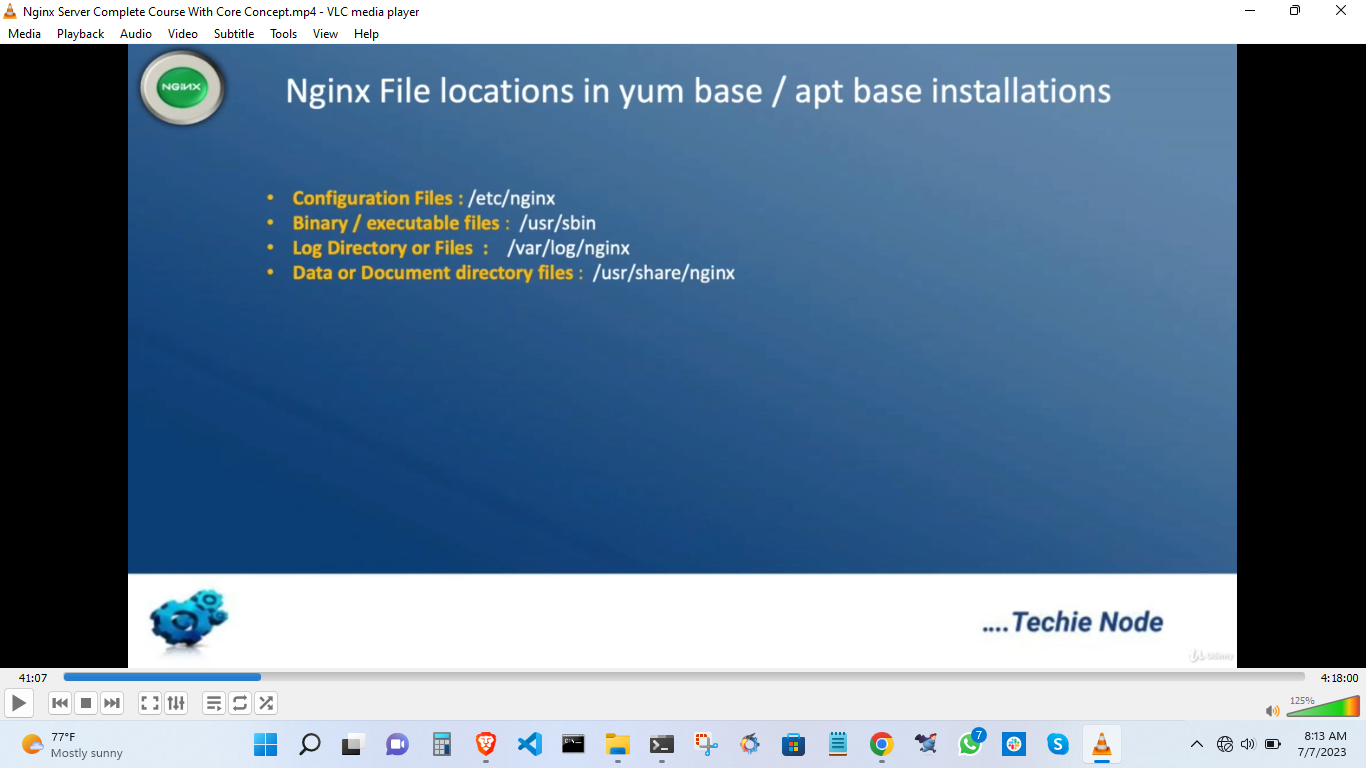 Nginx Server Complete Course With Core Concept.mp4 - VLC media player
Media Playback Audio Video Subtitle Tools View Help
NGINX
Nginx File locations in yum base / apt base installations
• Configuration Files : /etc/nginx
• Binary / executable files : /usr/sbin
• Log Directory or Files : /var/log/nginx
• Data or Document directory files : /usr/share/nginx
....Techie Node
Udemy
41:07
4:18:00
125%
77°F
Mostly sunny
7
8:13 AM
7/7/2023